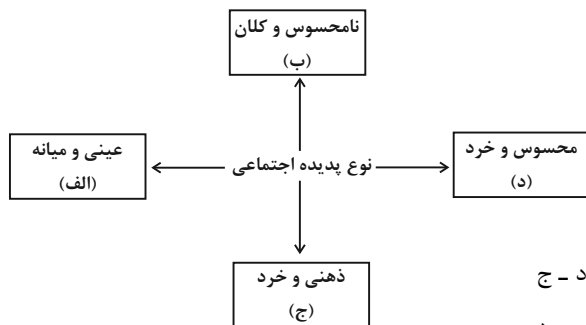 نامحسوس و کلان
(ب)
محسوس و خرد
(د)
نوع پدیده اجتماعی
عینی و میانه
(الف)
ذهنی و خرد
(ج)
د ـ ج